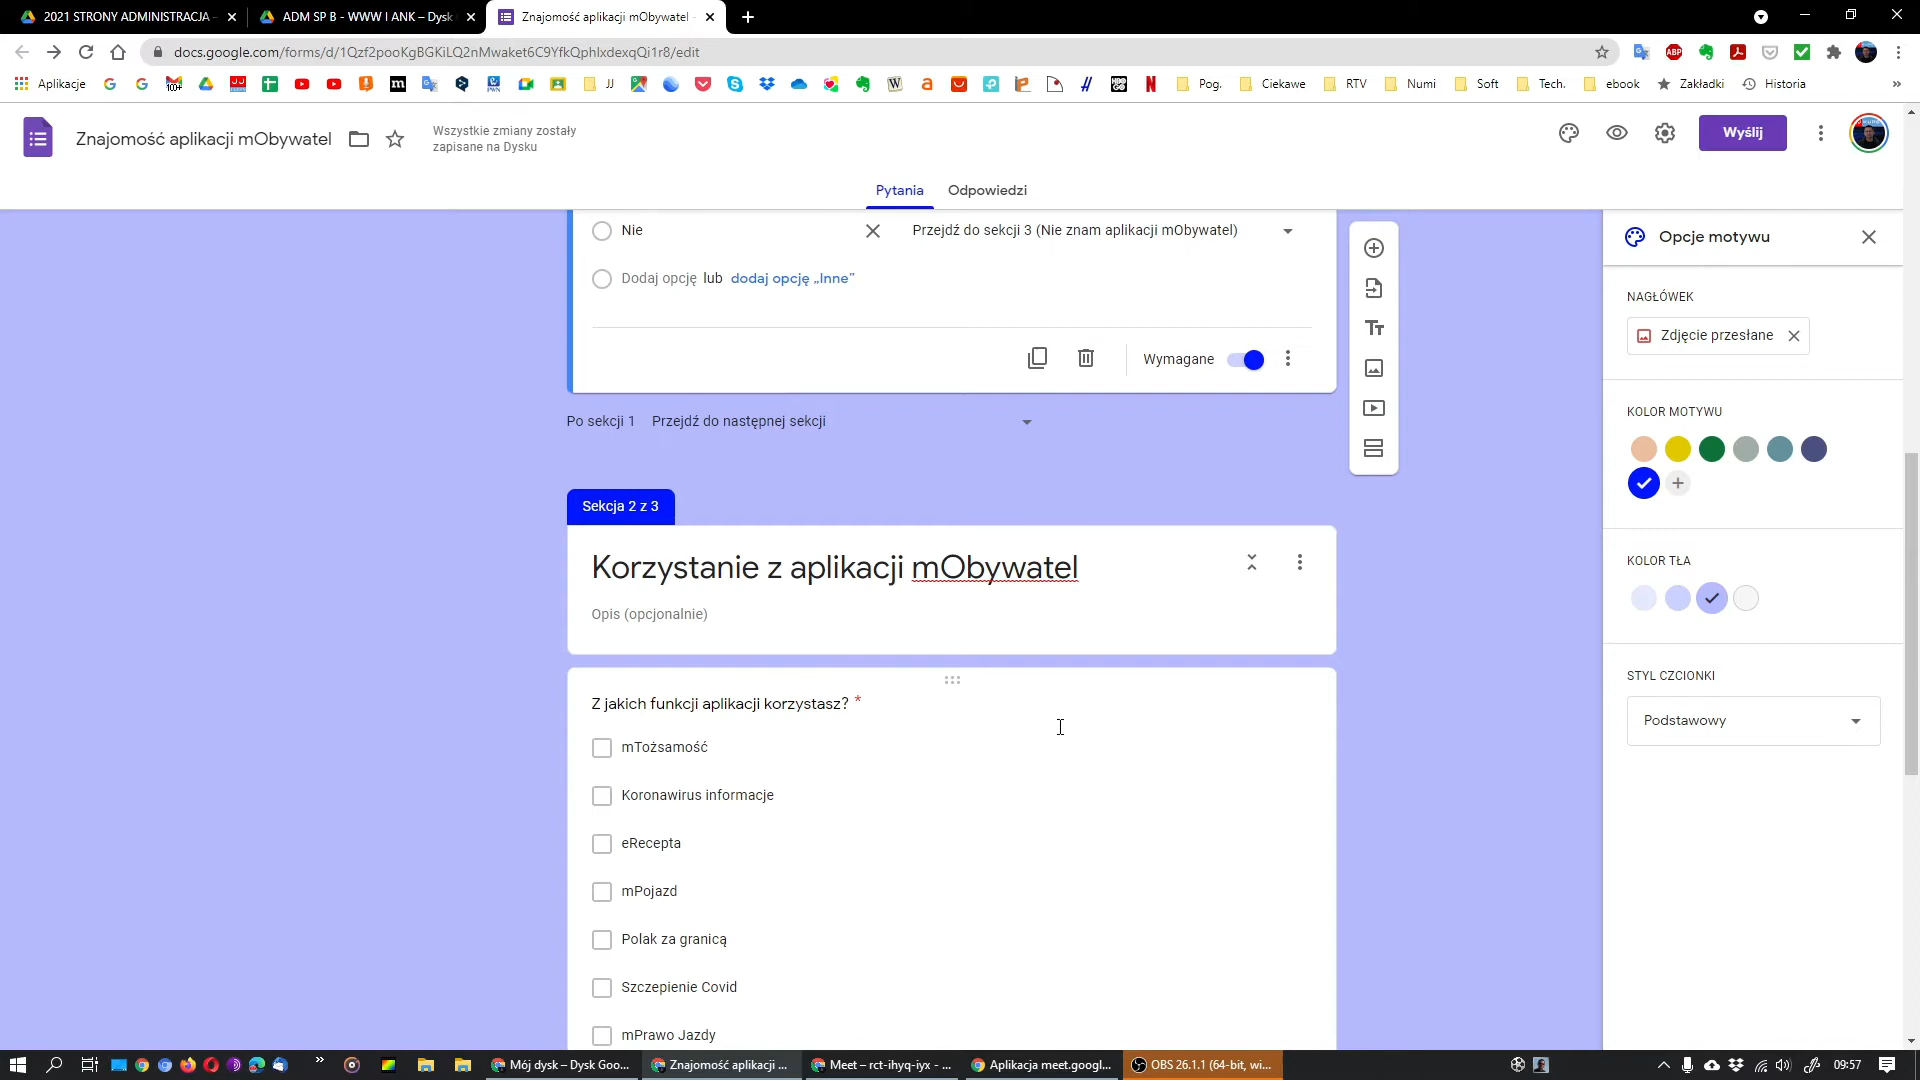 2021 STRONY ADMINISTRACJA -
ADM SP B - WWW I ANK – Dysk
Znajomość aplikacji mObywatel -
docs.google.com/forms/d/1Qzf2pooKgBGKiLQ2nMwaket6C9YfkQphlxdexqQi1r8/edit
Aplikacje
JJ
Pog.
Ciekawe
RTV
Numi
Soft
Tech.
ebook
Zakładki
Historia
»
Znajomość aplikacji mObywatel
Wszystkie zmiany zostały
zapisane na Dysku
Wyślij
Pytania
Odpowiedzi
Nie
Przejdź do sekcji 3 (Nie znam aplikacji mObywatel)
Dodaj opcję lub dodaj opcję „Inne”
Wymagane
Po sekcji 1 Przejdź do następnej sekcji
Sekcja 2 z 3
Korzystanie z aplikacji mObywatel
Opis (opcjonalnie)
Z jakich funkcji aplikacji korzystasz? *
mTożsamość
Koronawirus informacje
eRecepta
mPojazd
Polak za granicą
Szczepienie Covid
mPrawo Jazdy
Opcje motywu
NAGŁÓWEK
Zdjęcie przesłane
KOLOR MOTYWU
KOLOR TŁA
STYL CZCIONKI
Podstawowy
Mój dysk – Dysk Goo...
Znajomość aplikacji ...
Meet – rct-ihyq-iyx - ...
Aplikacja meet.googl...
OBS 26.1.1 (64-bit, wi...
09:57